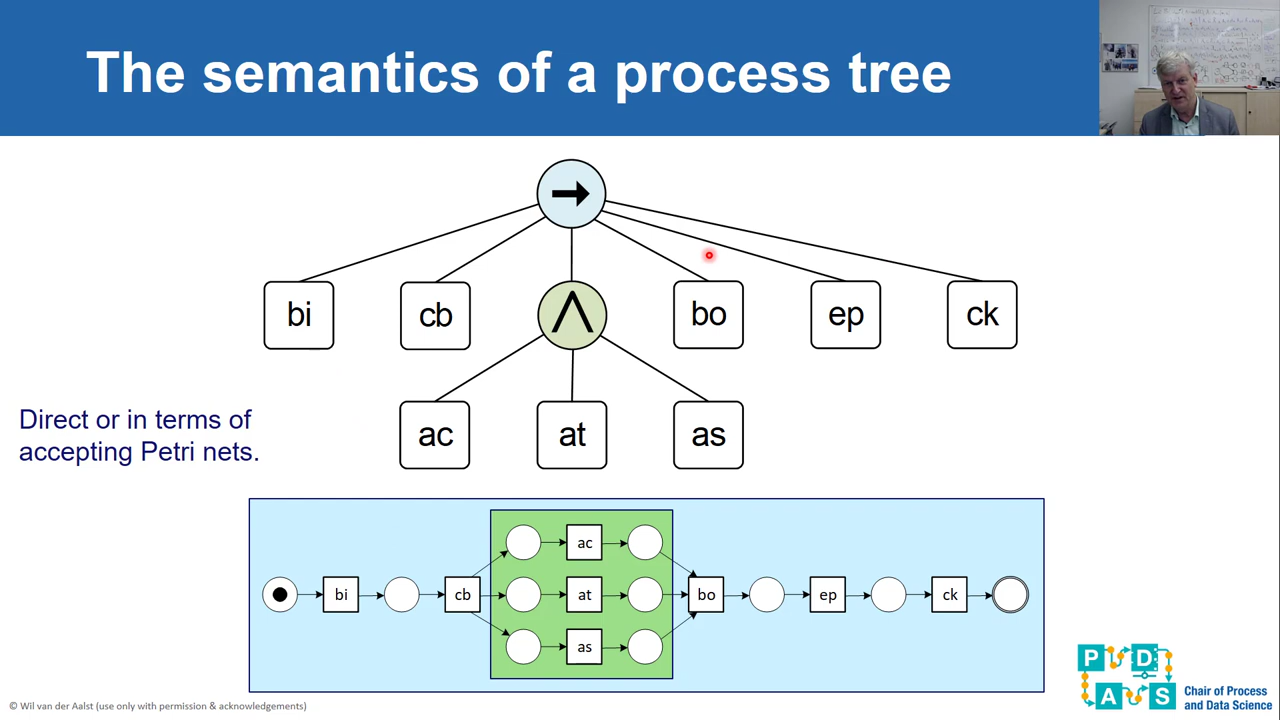 The semantics of a process tree
bi
cb
bo
ep
ck
ac
at
as
Direct or in terms of
accepting Petri nets.
ac
bi
cb
at
bo
ep
ck
as
P D
A S
Chair of Process
and Data Science
© Wil van der Aalst (use only with permission & acknowledgements)